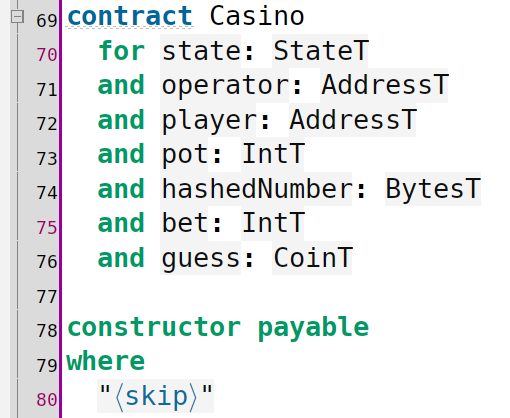 69 contract Casino
70 for state: StateT
71 and operator: AddressT
72 and player: AddressT
73 and pot: IntT
74 and hashedNumber: BytesT
75 and bet: IntT
76 and guess: CoinT
77
78 constructor payable
79 where
80 "⟨skip⟩"